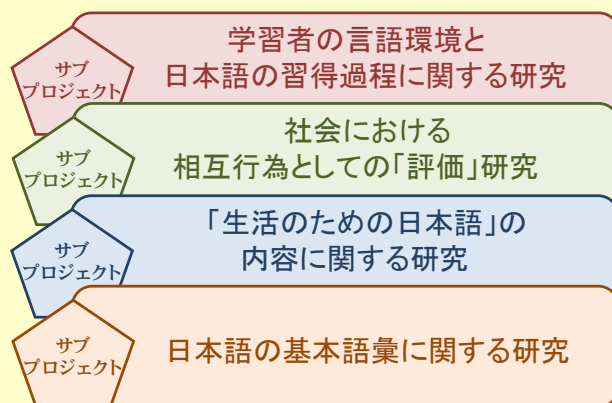 サブ
プロジェクト
学習者の言語環境と
日本語の習得過程に関する研究
サブ
プロジェクト
社会における
相互行為としての「評価」研究
サブ
プロジェクト
「生活のための日本語」の
内容に関する研究
サブ
プロジェクト
日本語の基本語彙に関する研究